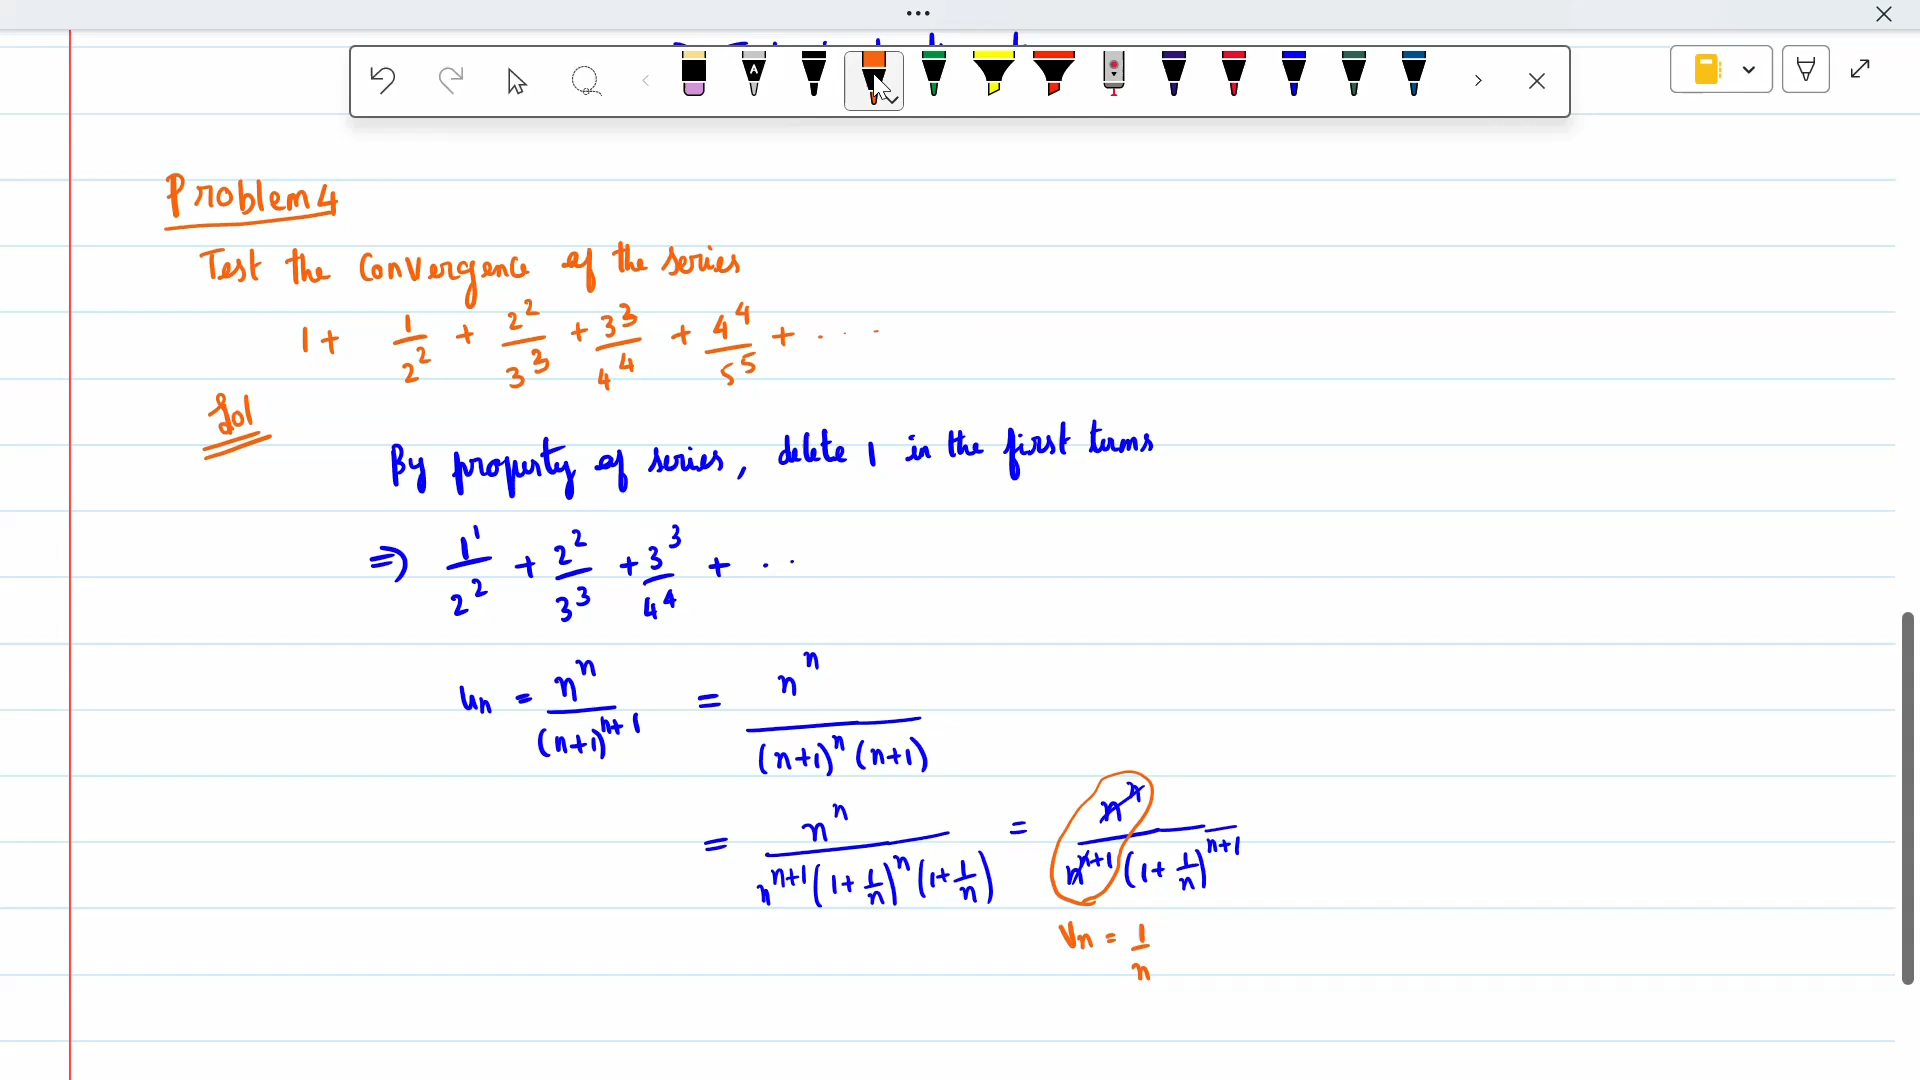 Problem 4
Test the Convergence of the series
1 + 1/2^2 + 2^2/3^3 + 3^3/4^4 + 4^4/5^5 + ....
Sol
By property of series, delete 1 in the first terms
⇒ 1^1/2^2 + 2^2/3^3 + 3^3/4^4 + ...
un = n^n/(n+1)^(n+1) = n^n/((n+1)^n (n+1))
= n^n/(n^(n+1) (1+1/n)^n (1+1/n)) = n^n/(n^(n+1) (1+1/n)^(n+1))
Vn = 1/n